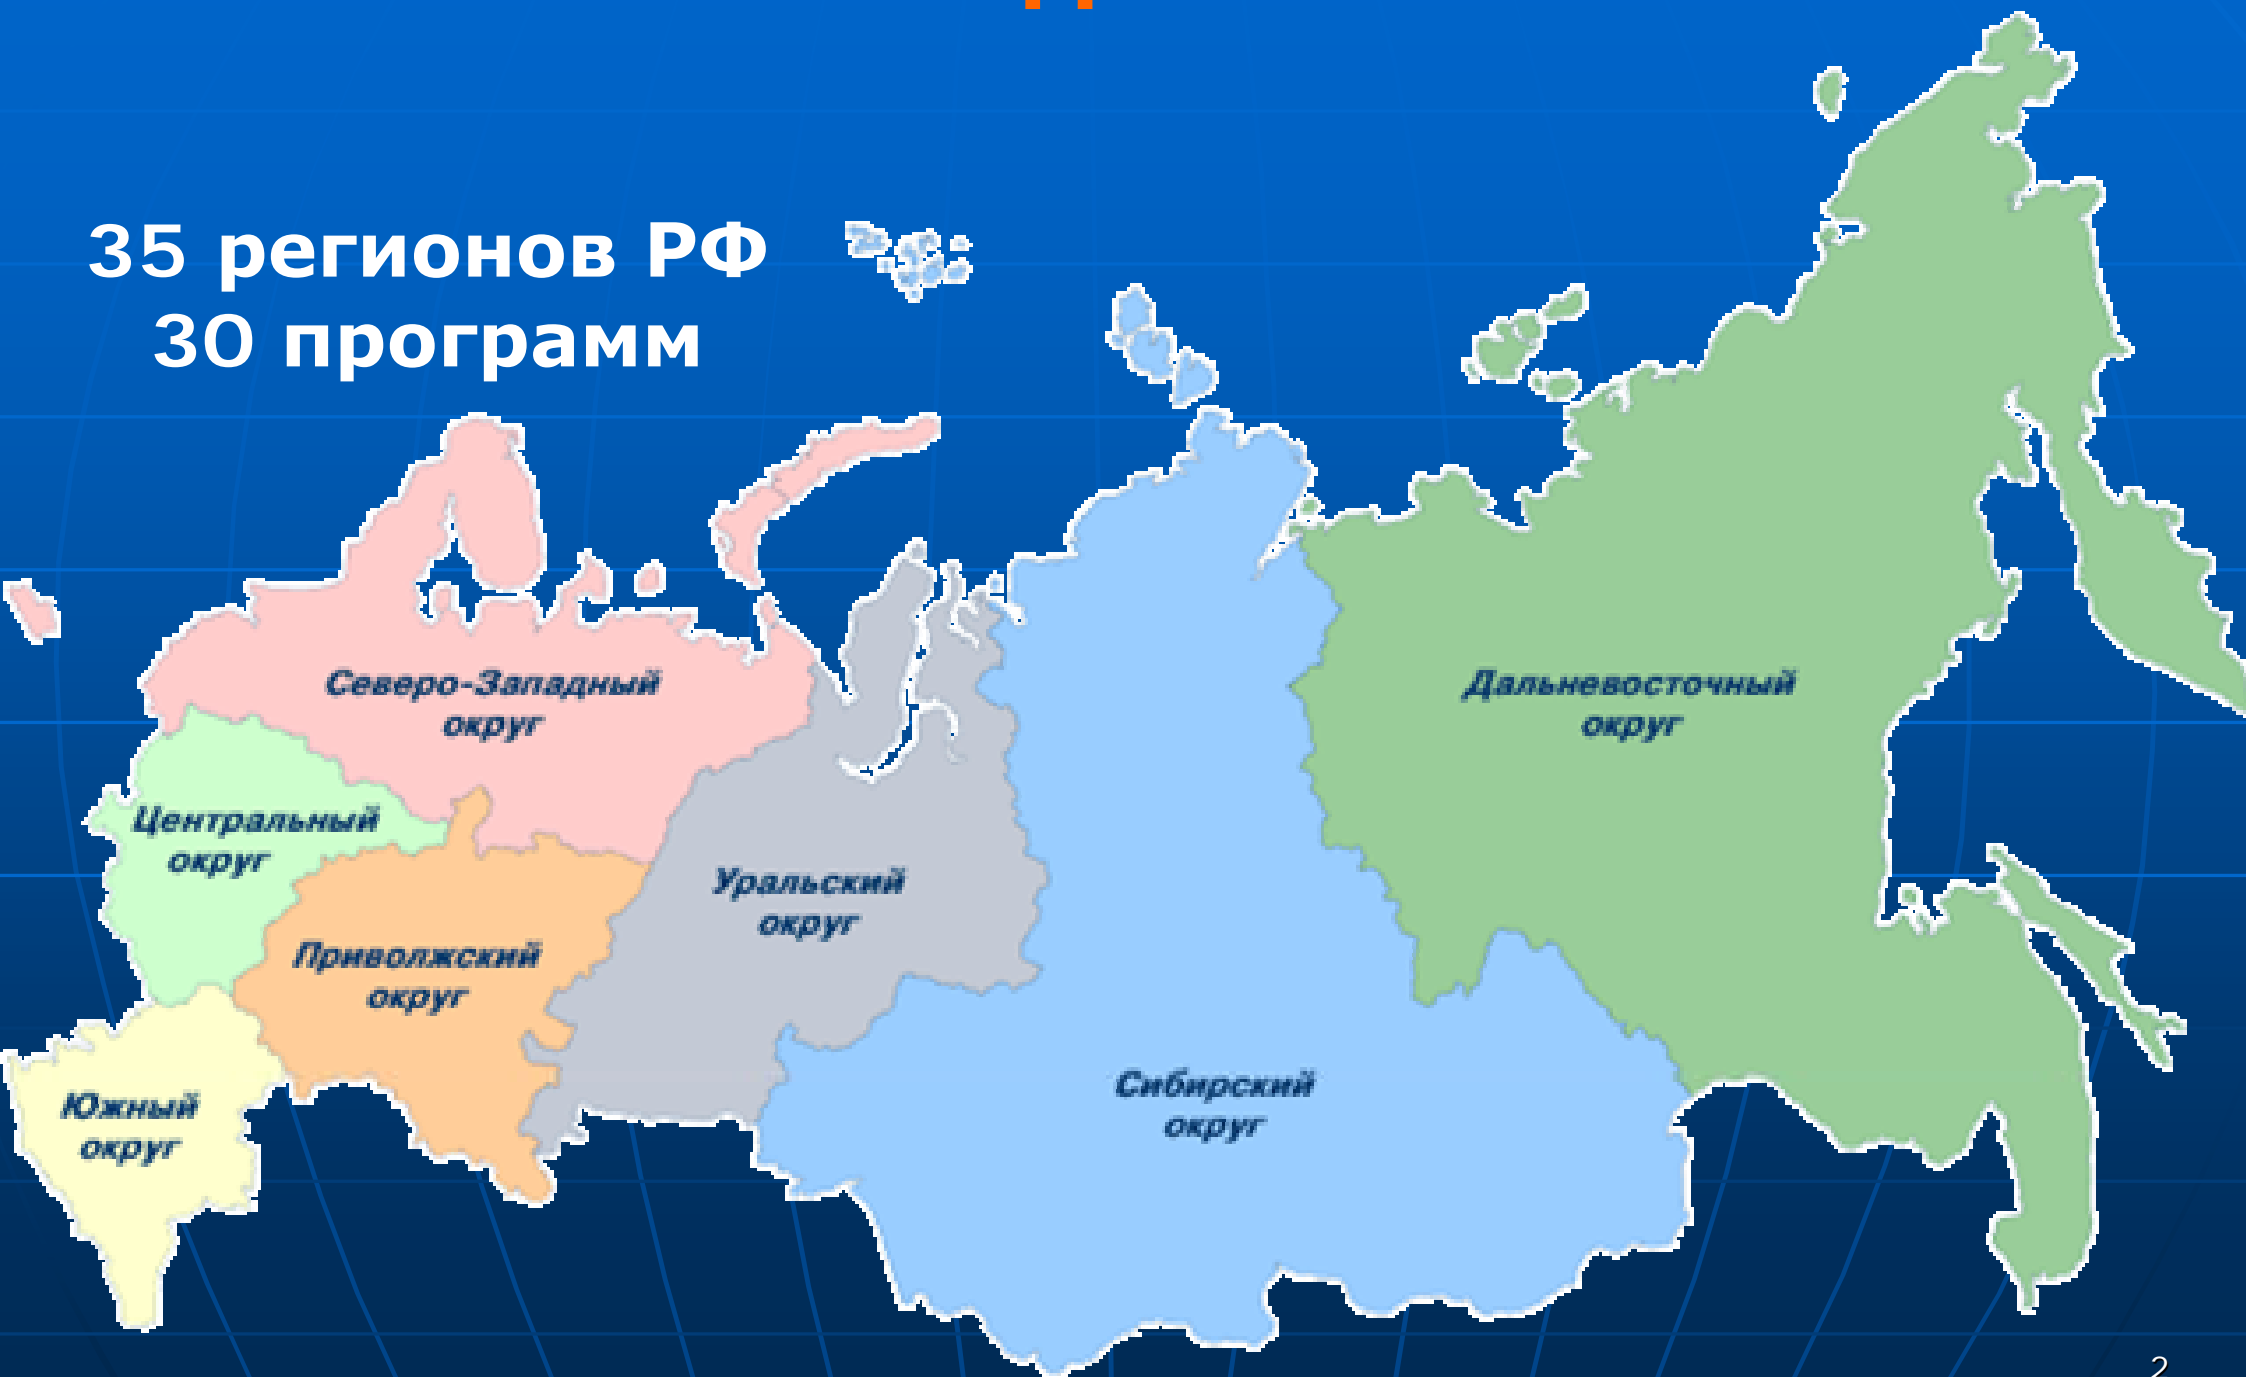 35 регионов РФ
30 программ
Северо-Западный
округ
Дальневосточный
округ
Центральный
округ
Уральский
округ
Приволжский
округ
Сибирский
округ
Южный
округ
2